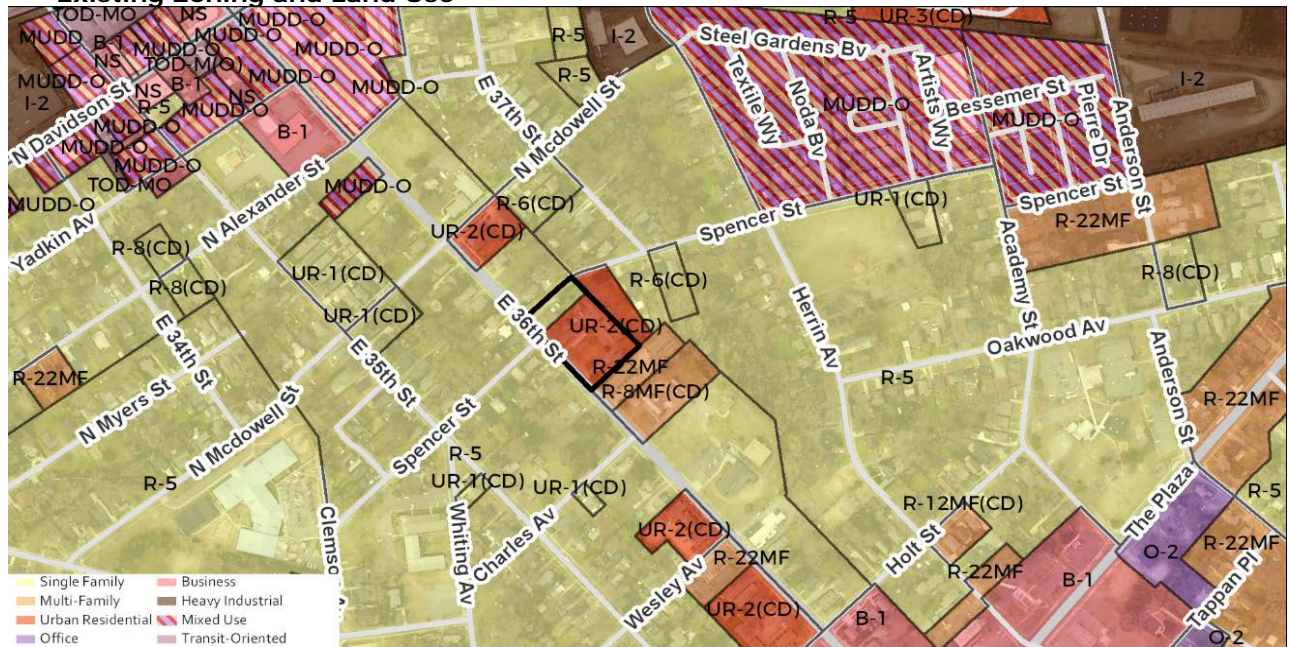 Existing Zoning and Land Use
TOD-MO
NS
MUDD-O
R-5
UR-3(CD)
MUDD
B-1
MUDD-O
MUDD-O
MUDD-O
I-2
Steel Gardens Bv
NS
TOD-M(O)
R-5
I-2
NS
B-1
MUDD-O
MUDD-O
E 37th St
N Mcdowell St
Textile Wy
Noda Bv
MUDD-O
Artists Wy
Bessemer St
Pierre Dr
Anderson St
I-2
R-5
MUDD-O
NS
N Davidson St
MUDD-O
MUDD-O
B-1
MUDD-O
TOD-MO
MUDD-O
MUDD-O
N Alexander St
R-6(CD)
UR-1(CD)
Spencer St
Spencer St
R-22MF
Yadkin Av
R-8(CD)
UR-2(CD)
R-8(CD)
UR-1(CD)
R-6(CD)
Academy St
R-8(CD)
UR-1(CD)
E 36th St
UR-2(CD)
Herrin Av
E 34th St
E 35th St
Oakwood Av
Anderson St
R-22MF
R-22MF
R-8MF(CD)
R-5
R-22MF
N Myers St
N Mcdowell St
Spencer St
R-5
R-5
UR-1(CD)
UR-1(CD)
R-12MF(CD)
The Plaza
R-5
Whiting Av
Charles Av
UR-2(CD)
Holt St
O-2
R-22MF
R-22MF
R-22MF
B-1
Tappan Pl
Wesley Av
UR-2(CD)
B-1
O-2
Single Family
Business
Multi-Family
Heavy Industrial
Urban Residential
Mixed Use
Office
Transit-Oriented